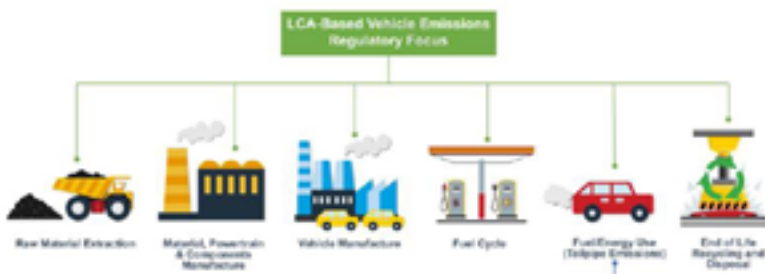 LCA-Based Vehicle Emissions
Regulatory Focus
Raw Material Extraction
Material, Powertrain
& Components
Manufacture
Vehicle Manufacture
Fuel Cycle
Fuel/Energy Use
(Tailpipe Emissions)
End of Life
Recycling and
Disposal